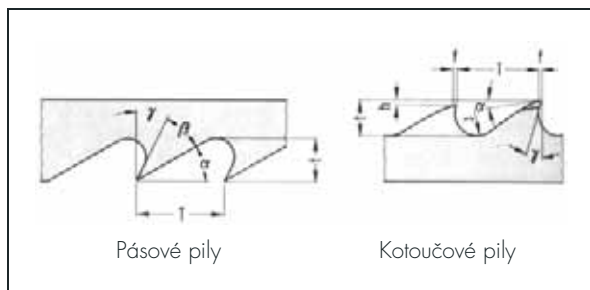 γ β α t T
T h t α γ
Pásové pily
Kotoučové pily